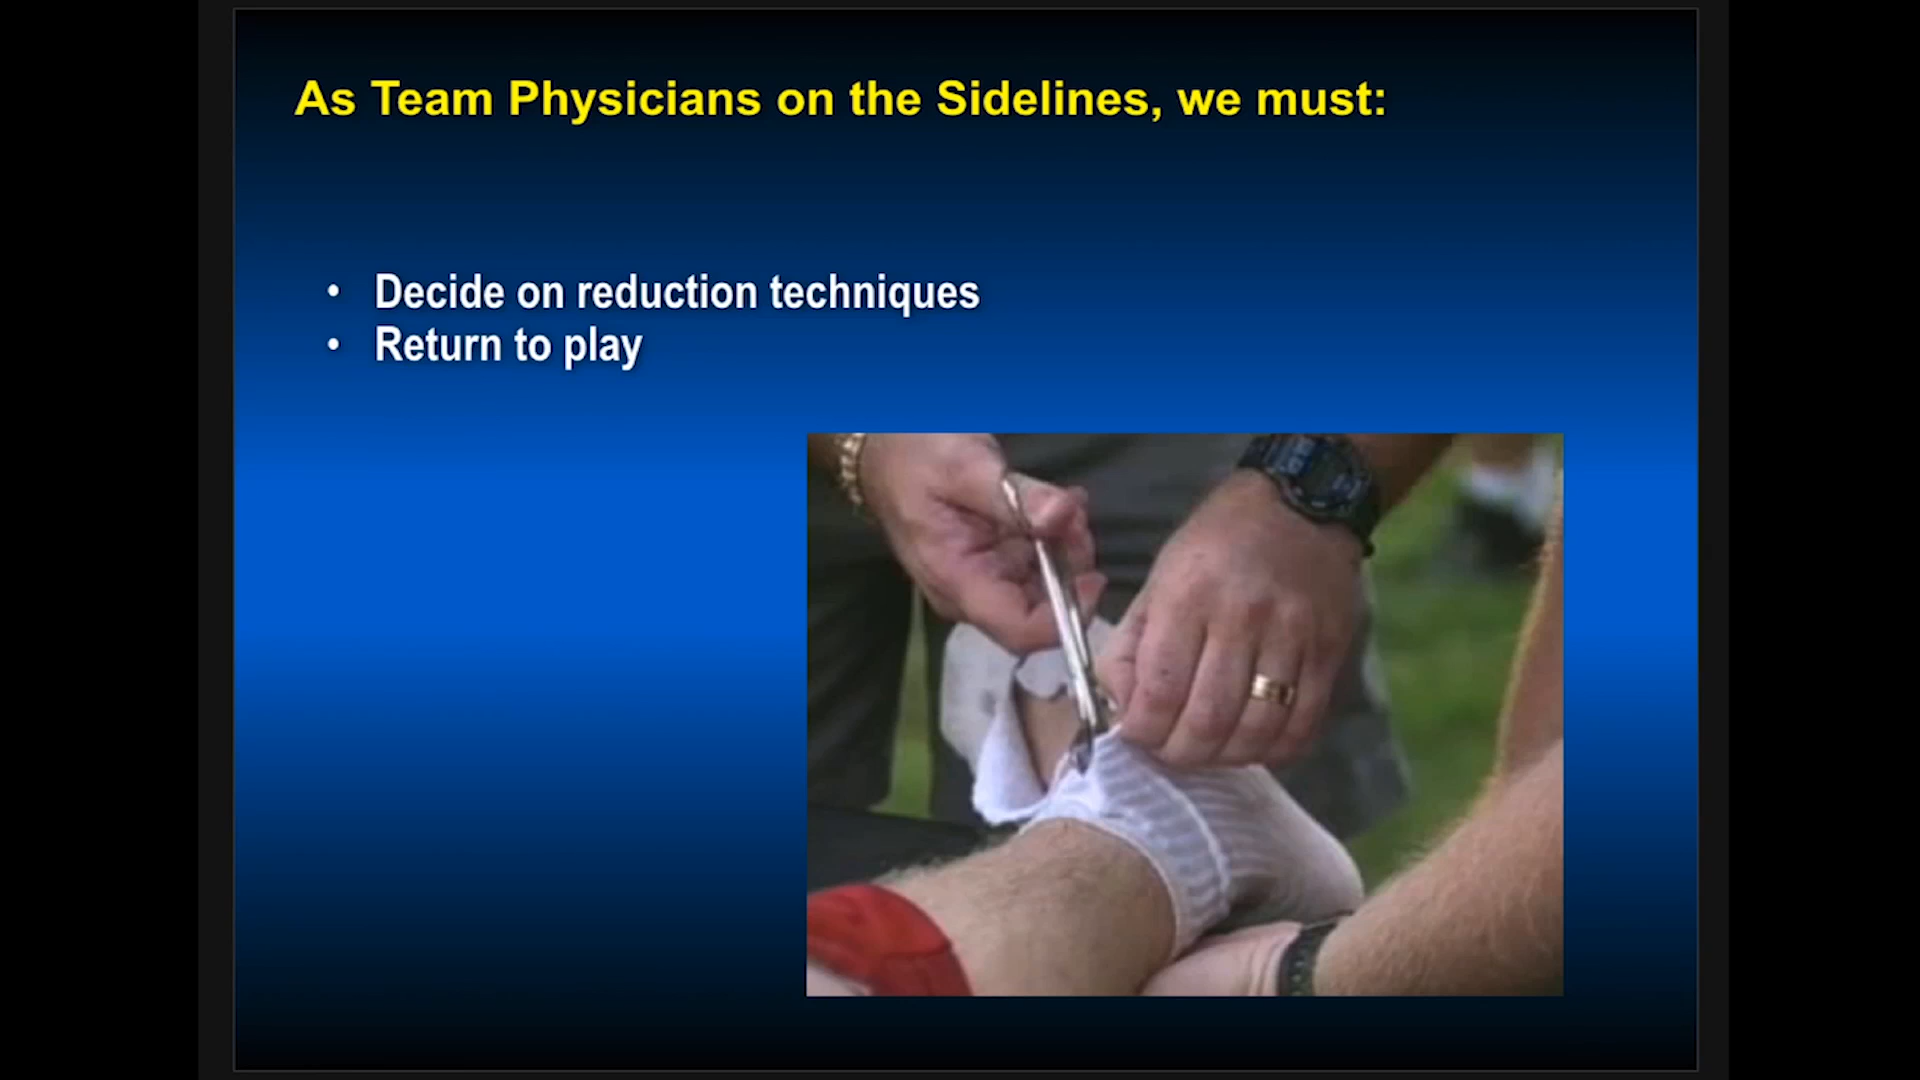 As Team Physicians on the Sidelines, we must:
• Decide on reduction techniques
• Return to play